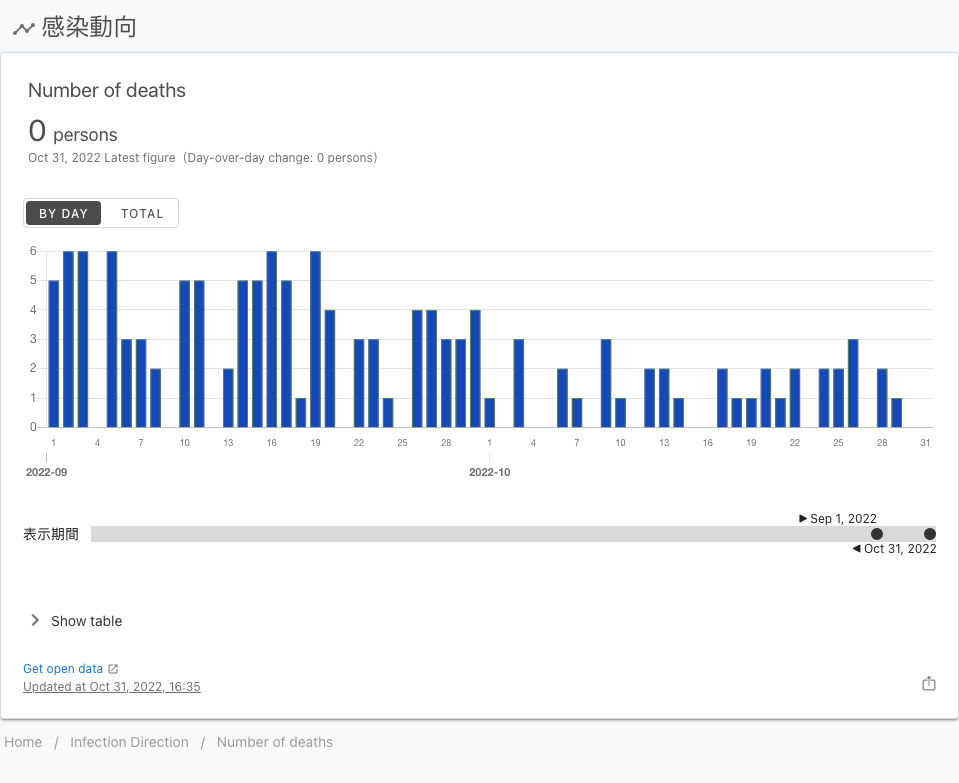 感染動向
Number of deaths
0 persons
Oct 31, 2022 Latest figure (Day-over-day change: 0 persons)
BY DAY TOTAL
6
5
4
3
2
1
0
1 4 7 10 13 16 19 22 25 28 1 4 7 10 13 16 19 22 25 28 31
2022-09 2022-10
Sep 1, 2022
表示期間
Oct 31, 2022
Show table
Get open data
Updated at Oct 31, 2022, 16:35
Home / Infection Direction / Number of deaths